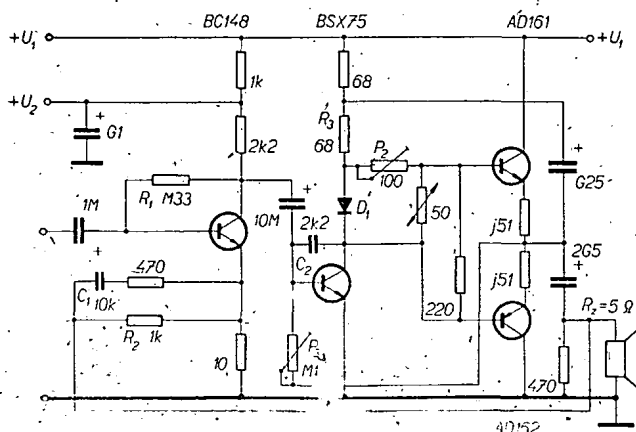 BC148 BSX75 AD161
+U1 +U1
1k 68
+U2
+
G1 2k2 R3 68 P2 100 +
G25
R1 M33 +
1M 10M D1 50 j51
2k2 2G5
+
C1 10k 470 C2 j51 +
Rz=5 Ω
R2 1k 220
10 M1 470
AD162